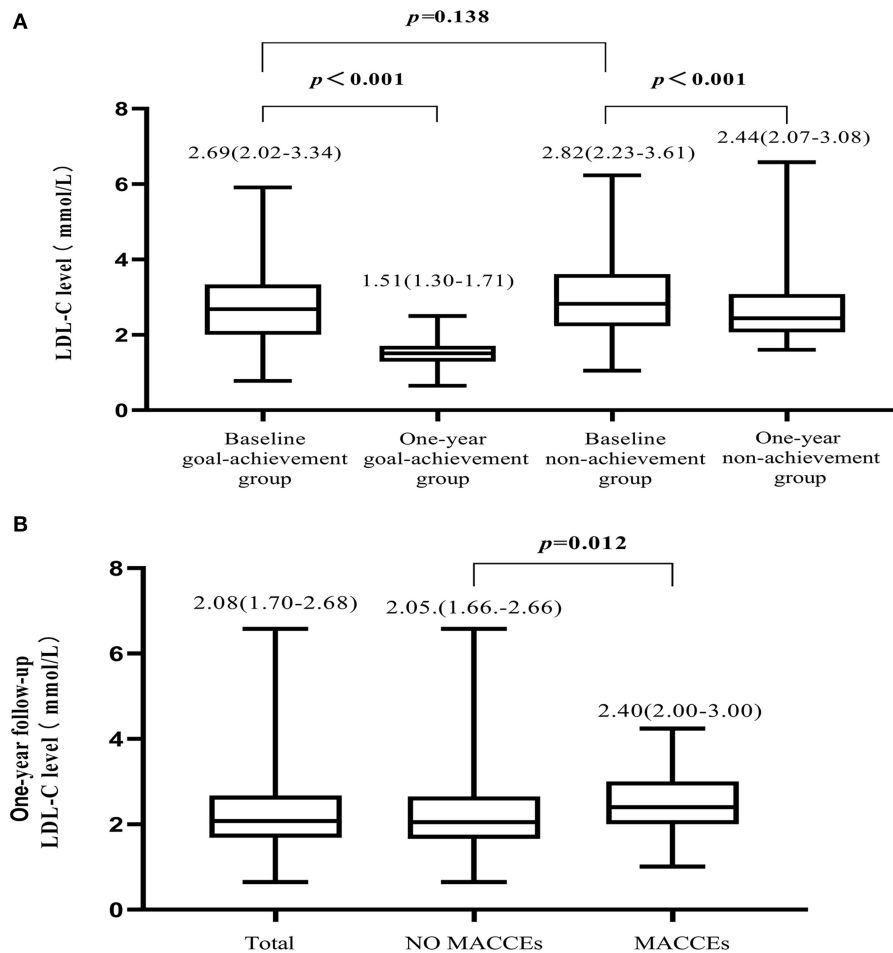 A
p=0.138
p<0.001
p<0.001
LDL-C level ( mmol/L)
8
6
4
2
0
2.69(2.02-3.34)
1.51(1.30-1.71)
2.82(2.23-3.61)
2.44(2.07-3.08)
Baseline
goal-achievement
group
One-year
goal-achievement
group
Baseline
non-achievement
group
One-year
non-achievement
group
B
p=0.012
One-year follow-up
LDL-C level ( mmol/L)
8
6
4
2
0
2.08(1.70-2.68)
2.05.(1.66.-2.66)
2.40(2.00-3.00)
Total
NO MACCEs
MACCEs